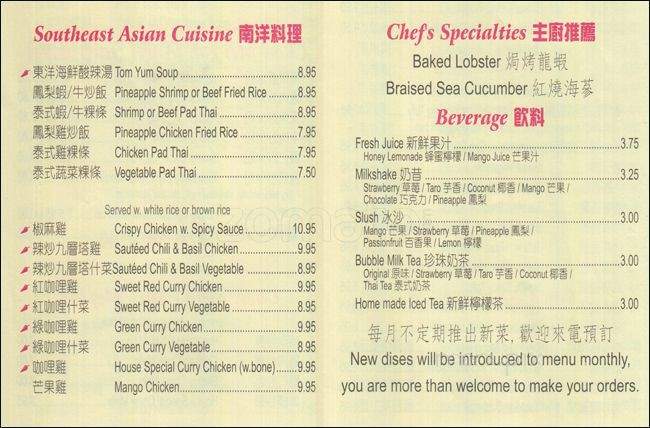 Southeast Asian Cuisine 南洋料理
東洋海鮮酸辣湯 Tom Yum Soup 8.95
鳳梨蝦/牛炒飯 Pineapple Shrimp or Beef Fried Rice 8.95
泰式蝦/牛粿條 Shrimp or Beef Pad Thai 8.95
鳳梨雞炒飯 Pineapple Chicken Fried Rice 7.95
泰式雞粿條 Chicken Pad Thai 7.95
泰式蔬菜粿條 Vegetable Pad Thai 7.50
Served w. white rice or brown rice
椒麻雞 Crispy Chicken w. Spicy Sauce 10.95
辣炒九層塔雞 Sautéed Chili & Basil Chicken 9.95
辣炒九層塔什菜 Sautéed Chili & Basil Vegetable 8.95
紅咖哩雞 Sweet Red Curry Chicken 9.95
紅咖哩什菜 Sweet Red Curry Vegetable 8.95
綠咖哩雞 Green Curry Chicken 9.95
綠咖哩什菜 Green Curry Vegetable 8.95
咖哩雞 House Special Curry Chicken (w.bone) 9.95
芒果雞 Mango Chicken 9.95
Chef's Specialties 主廚推薦
Baked Lobster 焗烤龍蝦
Braised Sea Cucumber 紅燒海蔘
Beverage 飲料
Fresh Juice 新鮮果汁 3.75
Honey Lemonade 蜂蜜檸檬 / Mango Juice 芒果汁
Milkshake 奶昔 3.25
Strawberry 草莓 / Taro 芋香 / Coconut 椰香 / Mango 芒果 /
Chocolate 巧克力 / Pineapple 鳳梨
Slush 冰沙 3.00
Mango 芒果 / Strawberry 草莓 / Pineapple 鳳梨 /
Passionfruit 百香果 / Lemon 檸檬
Bubble Milk Tea 珍珠奶茶 3.00
Original 原味 / Strawberry 草莓 / Taro 芋香 / Coconut 椰香 /
Thai Tea 泰式奶茶
Home made Iced Tea 新鮮檸檬茶 3.00
每月不定期推出新菜, 歡迎來電預訂
New dises will be introduced to menu monthly,
you are more than welcome to make your orders.